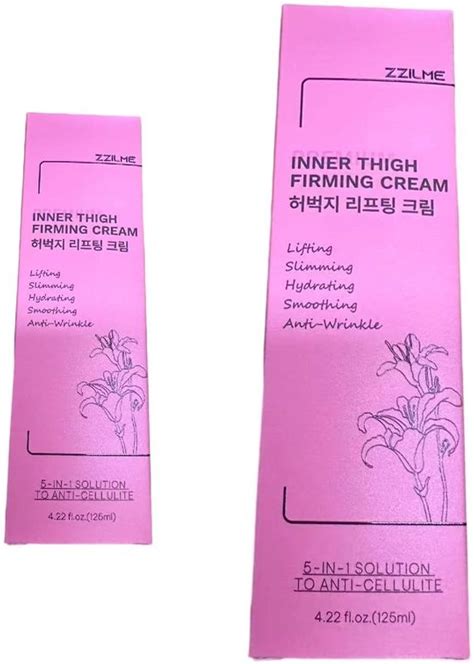 ZZILME
INNER THIGH
FIRMING CREAM
허벅지 리프팅 크림
Lifting
Slimming
Hydrating
Smoothing
Anti-Wrinkle
5-IN-1 SOLUTION
TO ANTI-CELLULITE
4.22 fl.oz.(125ml)
ZZILME
PREMIUM
INNER THIGH
FIRMING CREAM
허벅지 리프팅 크림
Lifting
Slimming
Hydrating
Smoothing
Anti-Wrinkle
5-IN-1 SOLUTION
TO ANTI-CELLULITE
4.22 fl.oz.(125ml)